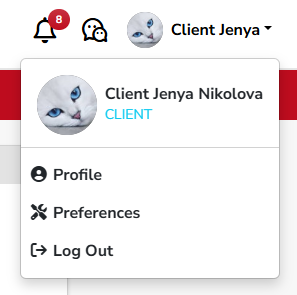 8
Client Jenya
Client Jenya Nikolova
CLIENT
Profile
Preferences
Log Out